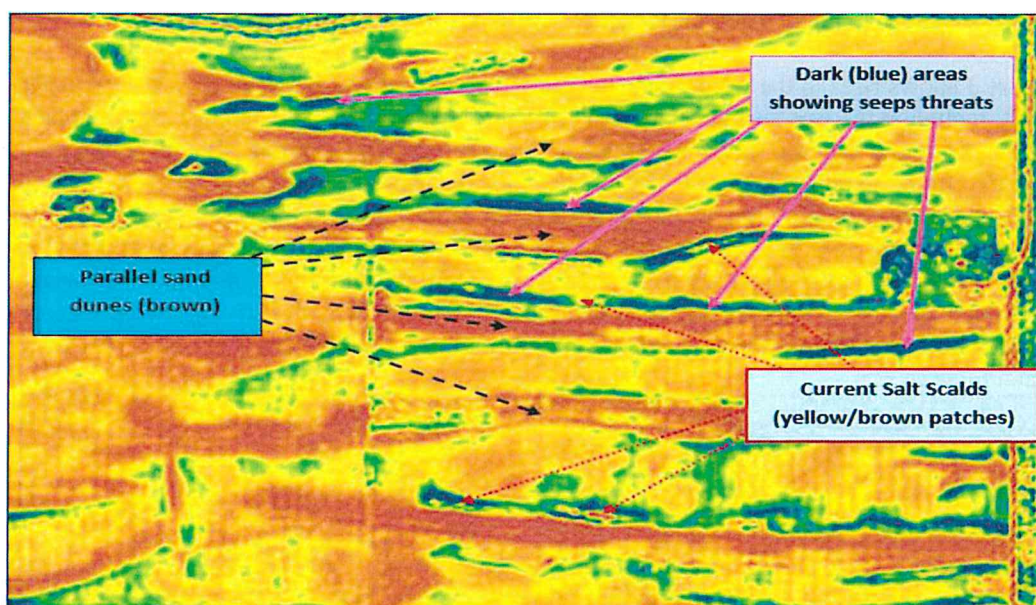 Dark (blue) areas
showing seeps threats
Parallel sand
dunes (brown)
Current Salt Scalds
(yellow/brown patches)